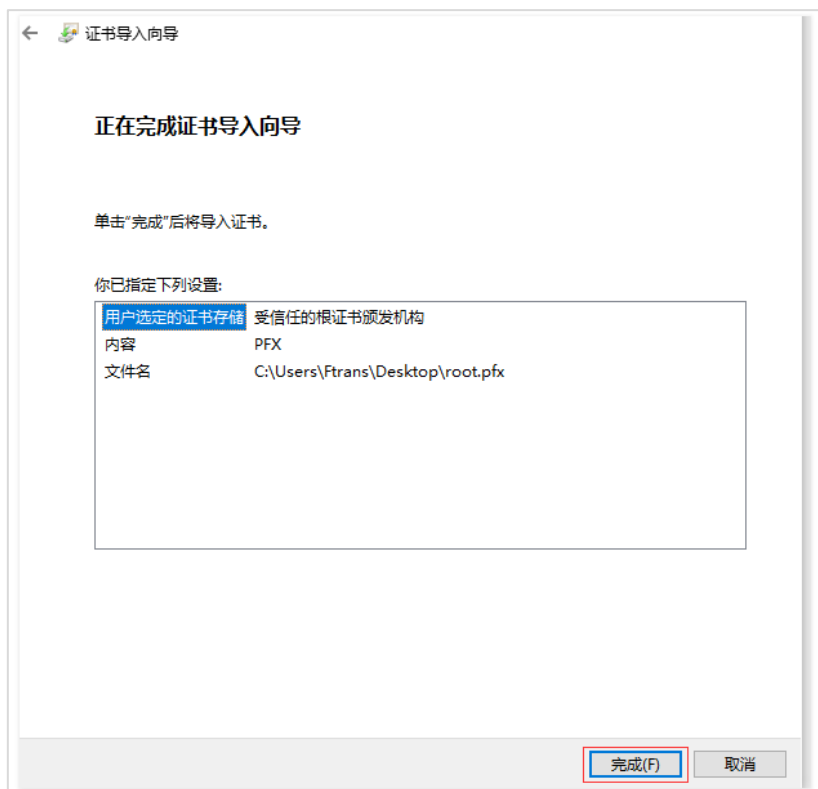 证书导入向导
正在完成证书导入向导
单击“完成”后将导入证书。
你已指定下列设置:
用户选定的证书存储 受信任的根证书颁发机构
内容 PFX
文件名 C:\Users\Ftrans\Desktop\root.pfx
完成(F) 取消